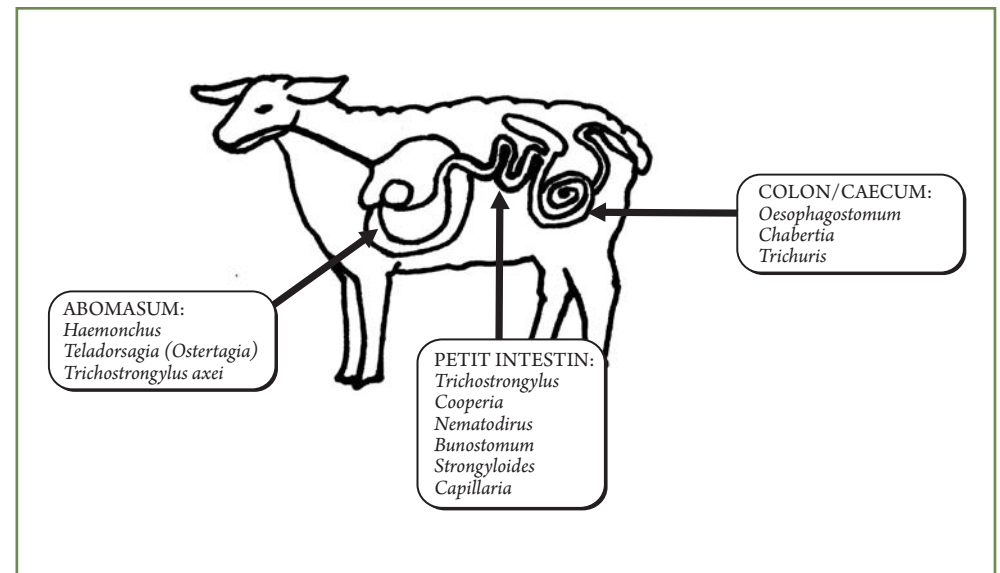 ABOMASUM:
Haemonchus
Teladorsagia (Ostertagia)
Trichostrongylus axei
PETIT INTESTIN:
Trichostrongylus
Cooperia
Nematodirus
Bunostomum
Strongyloides
Capillaria
COLON/CAECUM:
Oesophagostomum
Chabertia
Trichuris